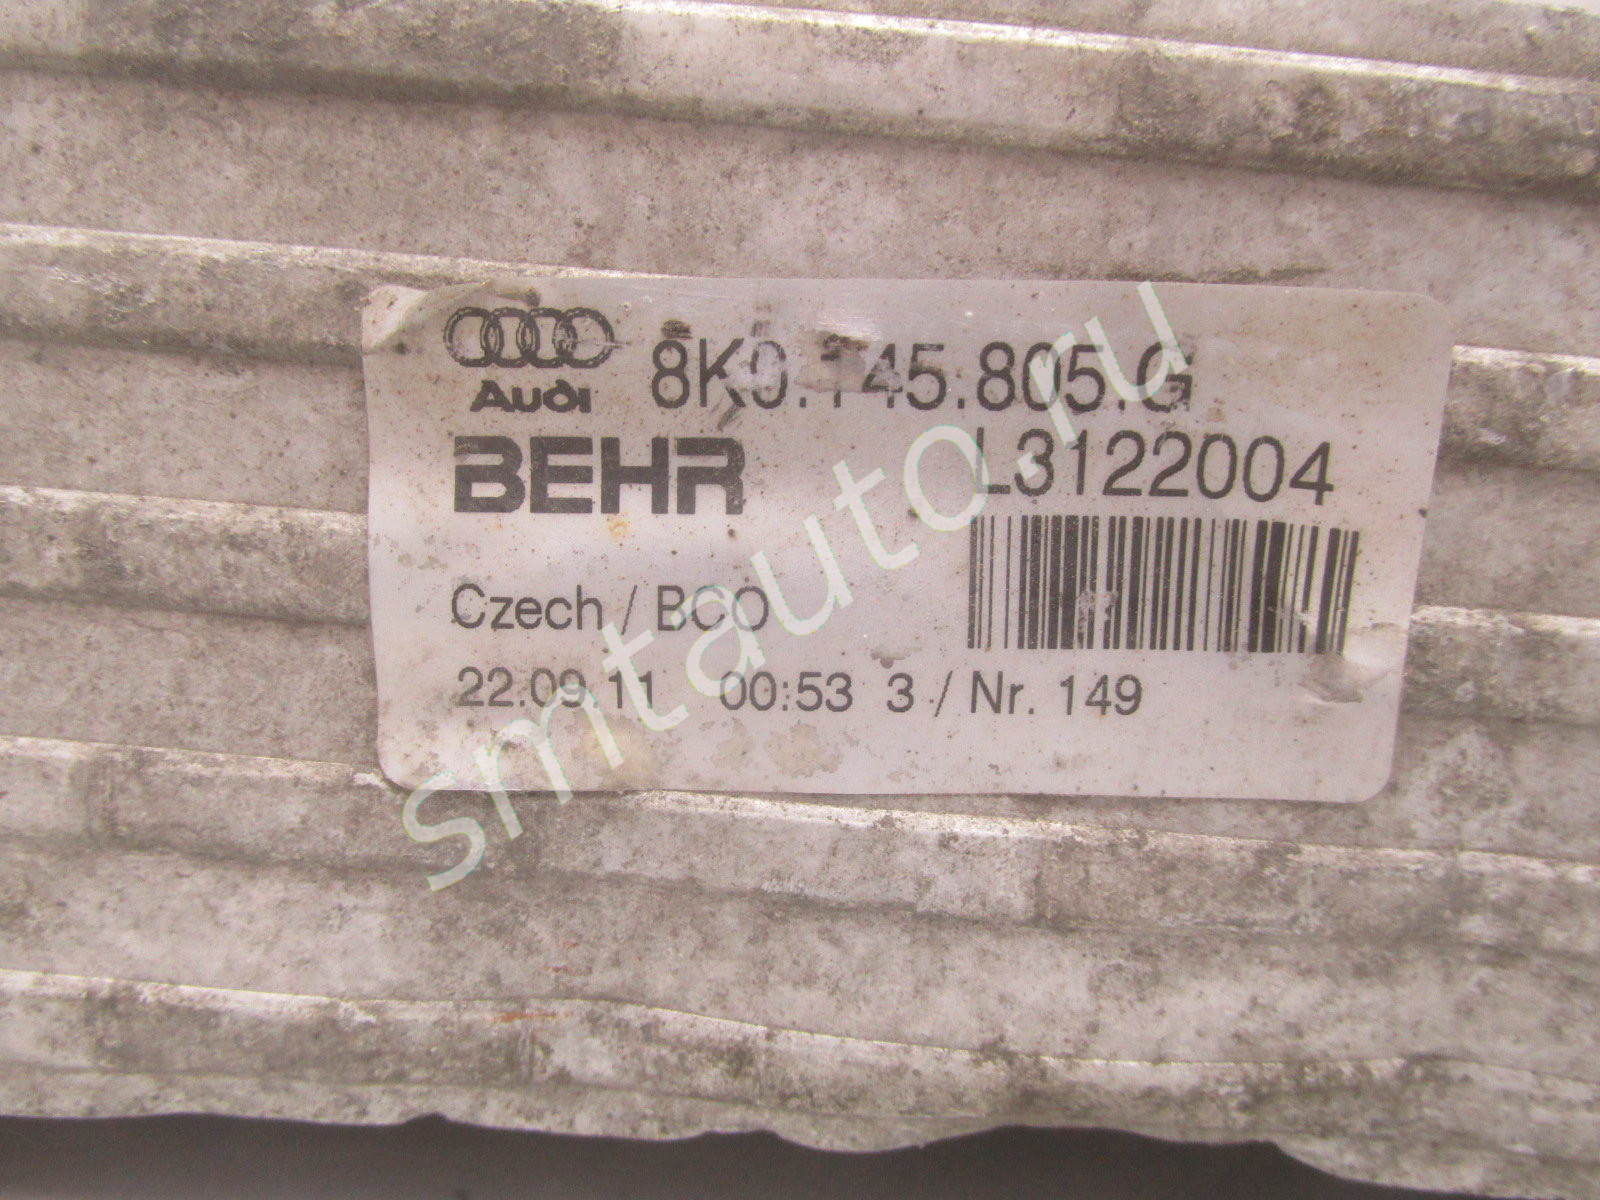 Audi 8K0.145.805.G
BEHR L3122004
Czech / BCO
22.09.11 00:53 3 / Nr. 149
smtauto.ru